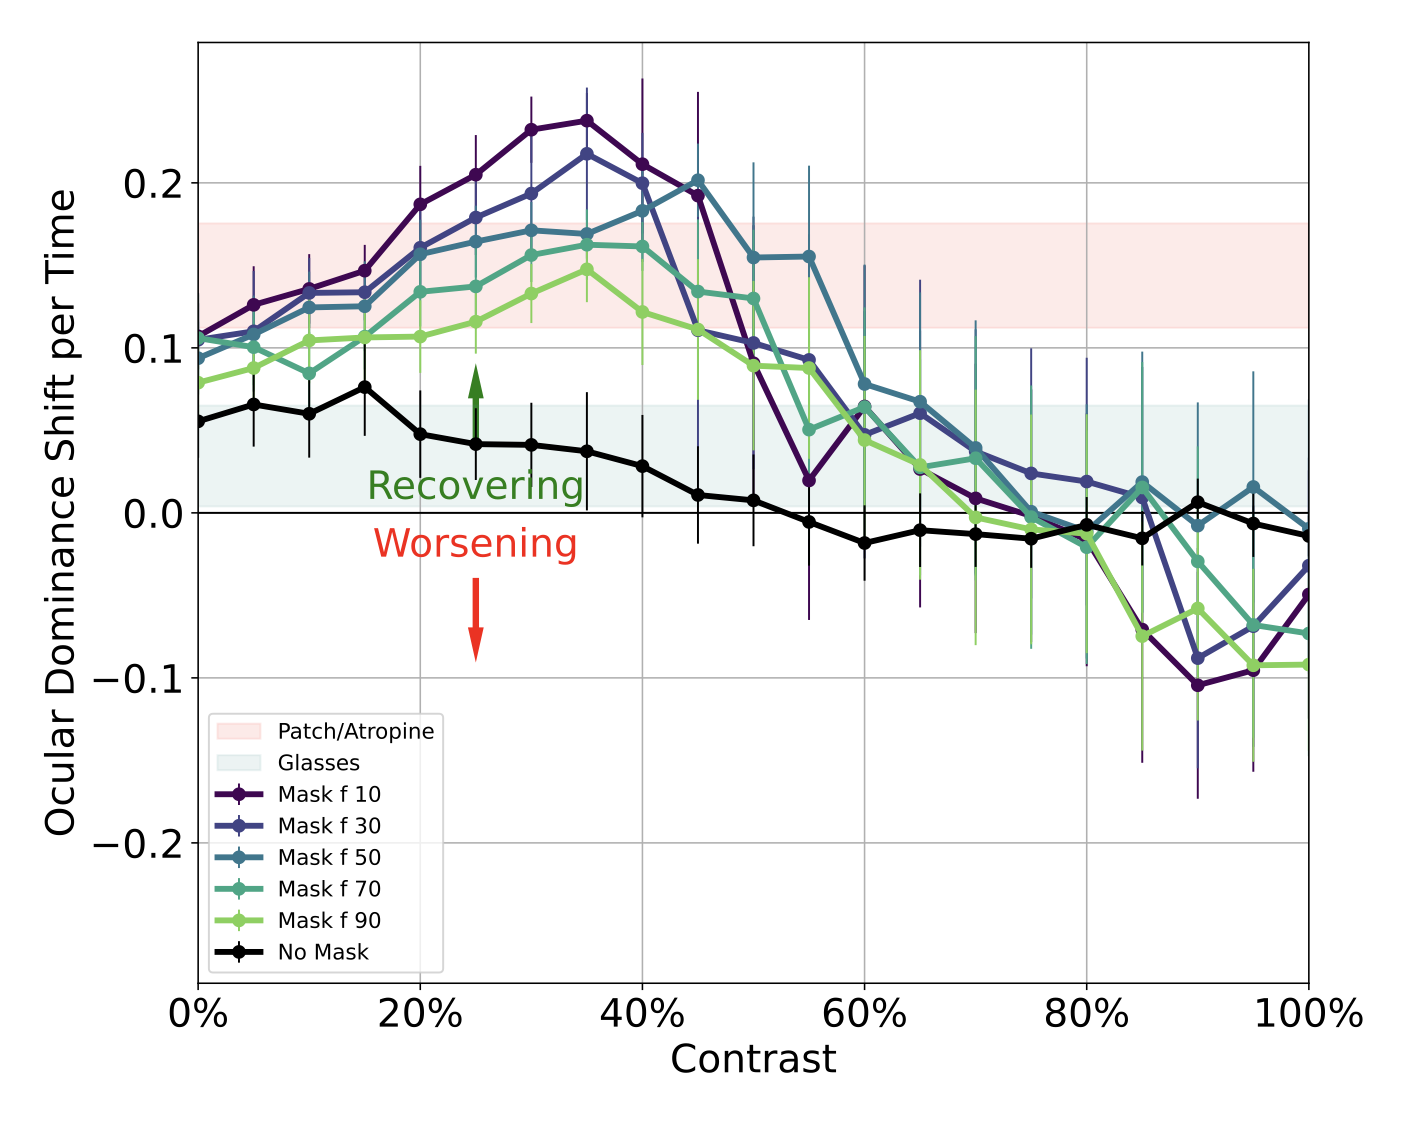 Ocular Dominance Shift per Time
0.2
0.1
0.0
−0.1
−0.2
Recovering
Worsening
Patch/Atropine
Glasses
Mask f 10
Mask f 30
Mask f 50
Mask f 70
Mask f 90
No Mask
0% 20% 40% 60% 80% 100%
Contrast